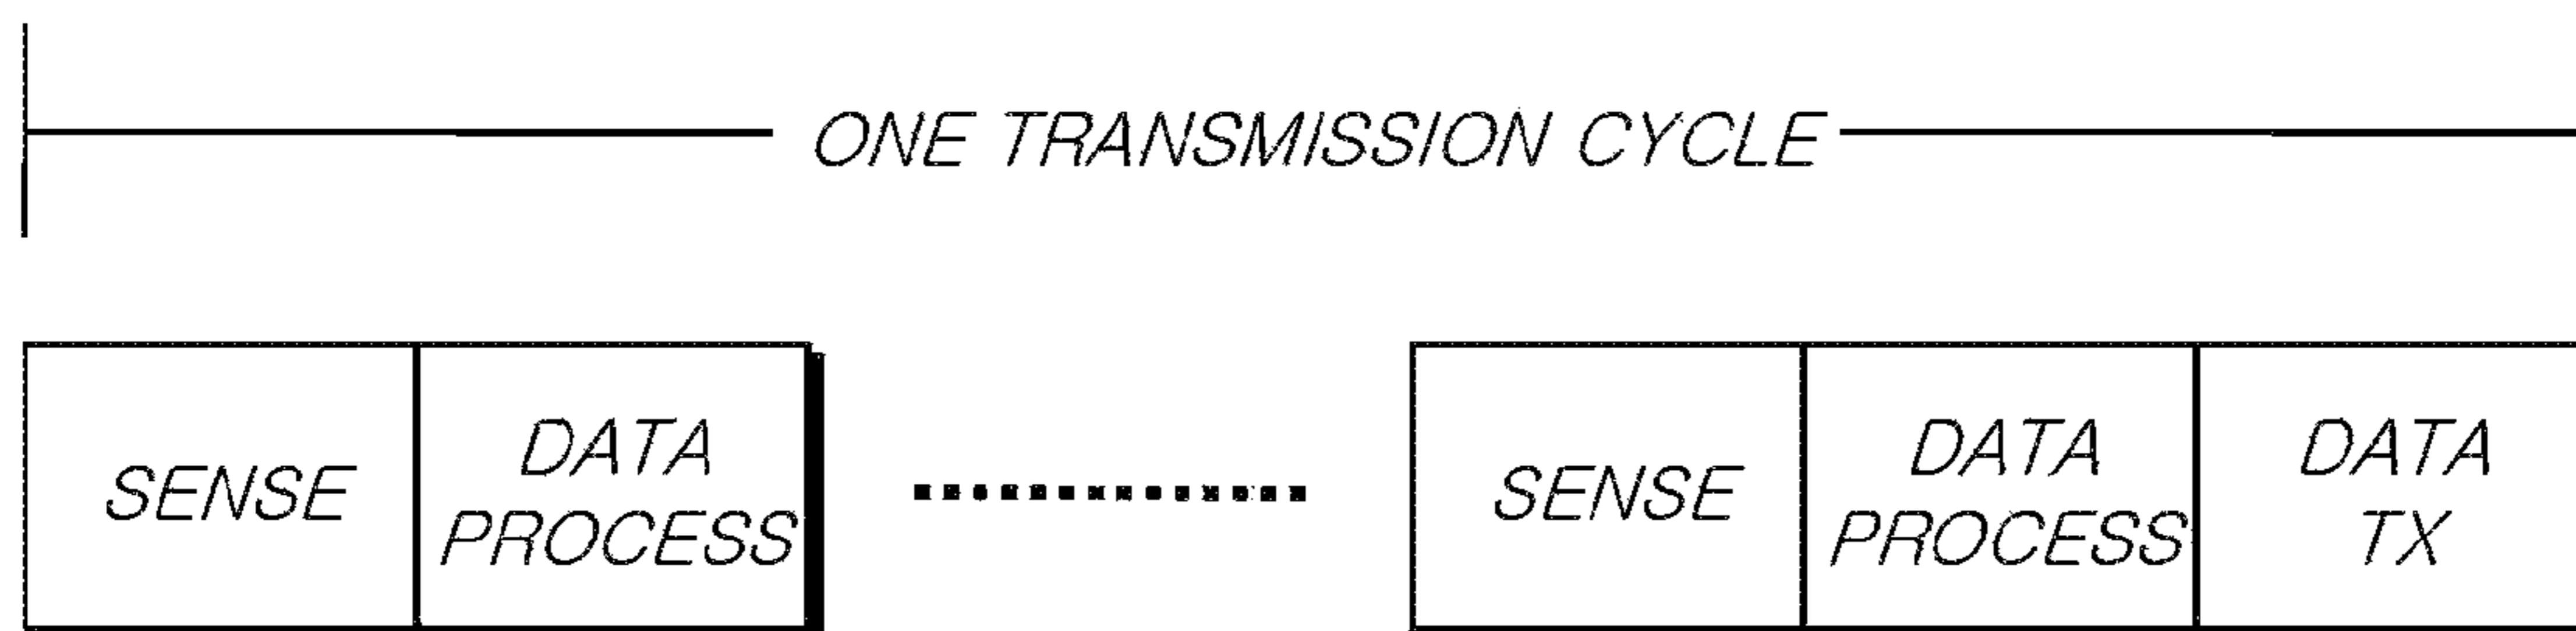 ONE TRANSMISSION CYCLE
SENSE
DATA
PROCESS
SENSE
DATA
PROCESS
DATA
TX